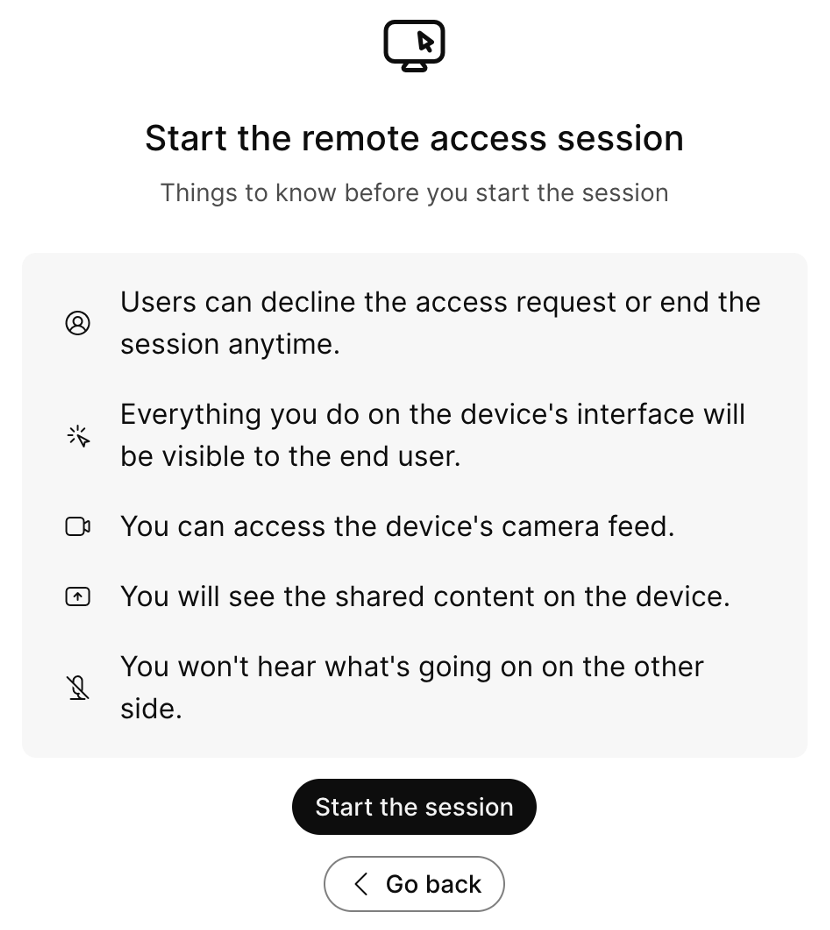 Start the remote access session
Things to know before you start the session
Users can decline the access request or end the
session anytime.
Everything you do on the device's interface will
be visible to the end user.
You can access the device's camera feed.
You will see the shared content on the device.
You won't hear what's going on on the other
side.
Start the session
Go back